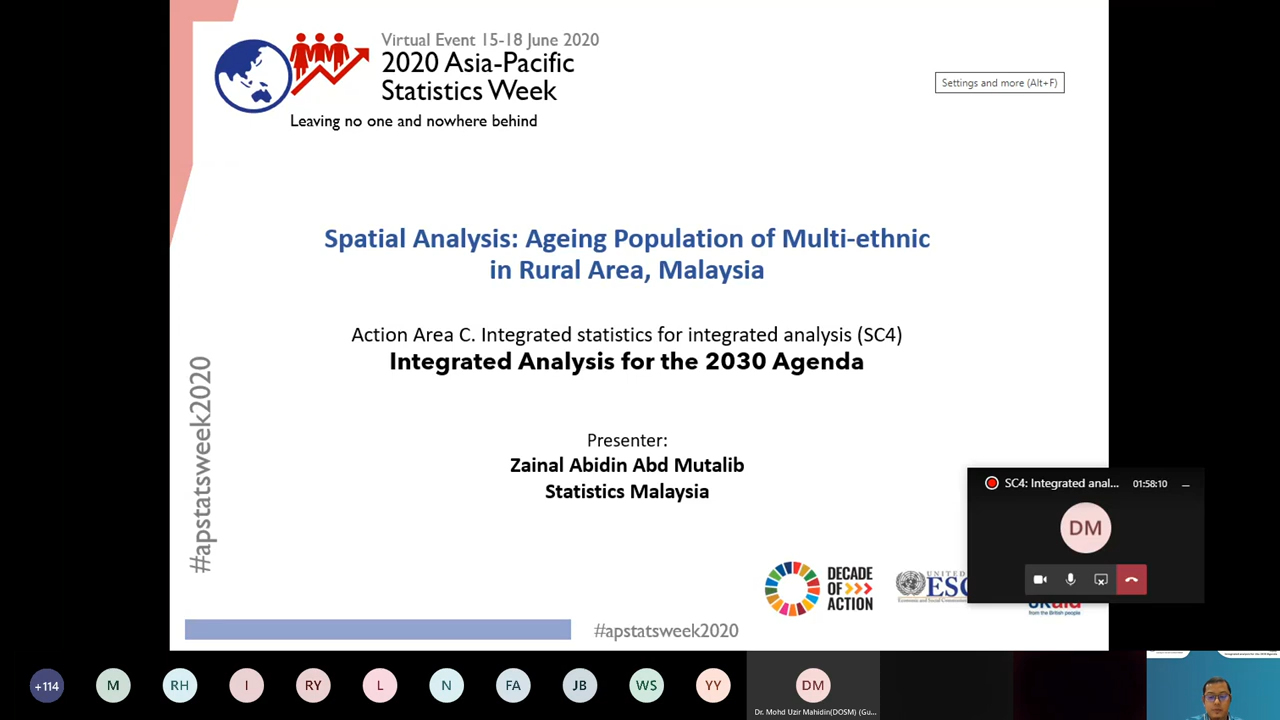 Virtual Event 15-18 June 2020
2020 Asia-Pacific
Statistics Week
Leaving no one and nowhere behind
Settings and more (Alt+F)
Spatial Analysis: Ageing Population of Multi-ethnic
in Rural Area, Malaysia
Action Area C. Integrated statistics for integrated analysis (SC4)
Integrated Analysis for the 2030 Agenda
#apstatsweek2020
Presenter:
Zainal Abidin Abd Mutalib
Statistics Malaysia
SC4: Integrated anal...
01:58:10
DM
DECADE
OF
ACTION
from the British people
#apstatsweek2020
+114
M
RH
I
RY
L
N
FA
JB
WS
YY
DM
Dr. Mohd Uzir Mahidin(DOSM) (Gu...